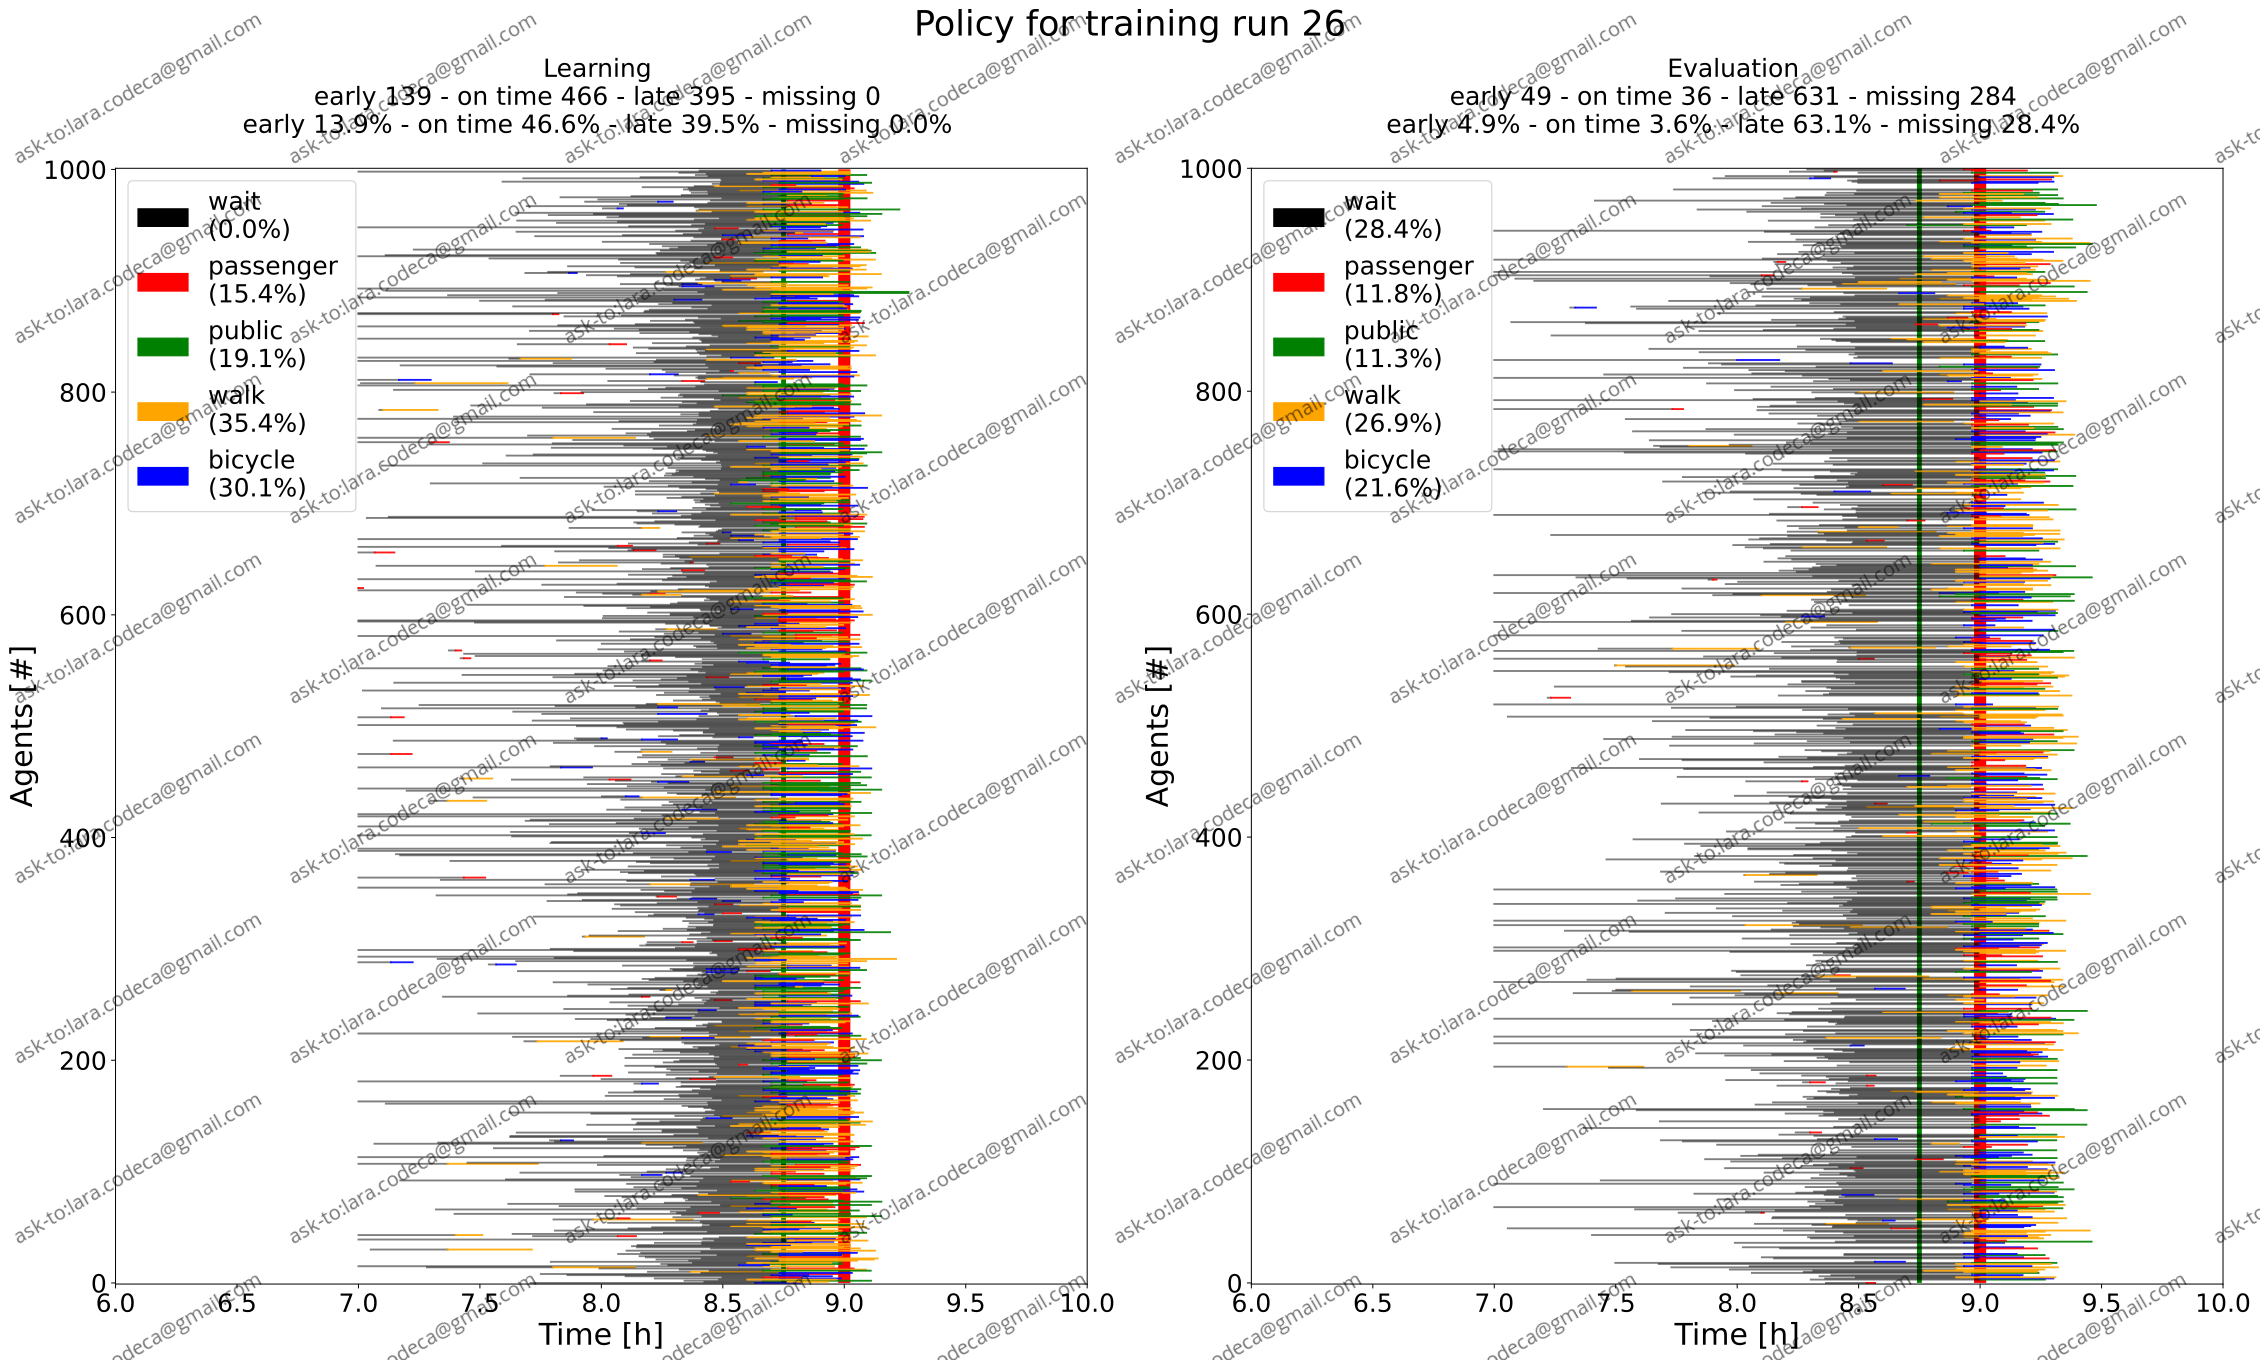 Policy for training run 26
Learning
early 139 - on time 466 - late 395 - missing 0
early 13.9% - on time 46.6% - late 39.5% - missing 0.0%
Evaluation
early 49 - on time 36 - late 631 - missing 284
early 4.9% - on time 3.6% - late 63.1% - missing 28.4%
wait
(0.0%)
passenger
(15.4%)
public
(19.1%)
walk
(35.4%)
bicycle
(30.1%)
wait
(28.4%)
passenger
(11.8%)
public
(11.3%)
walk
(26.9%)
bicycle
(21.6%)
Agents [#]
1000
800
600
400
200
0
6.0 6.5 7.0 7.5 8.0 8.5 9.0 9.5 10.0
Time [h]
Agents [#]
1000
800
600
400
200
0
6.0 6.5 7.0 7.5 8.0 8.5 9.0 9.5 10.0
Time [h]
ask-to:lara.codeca@gmail.com